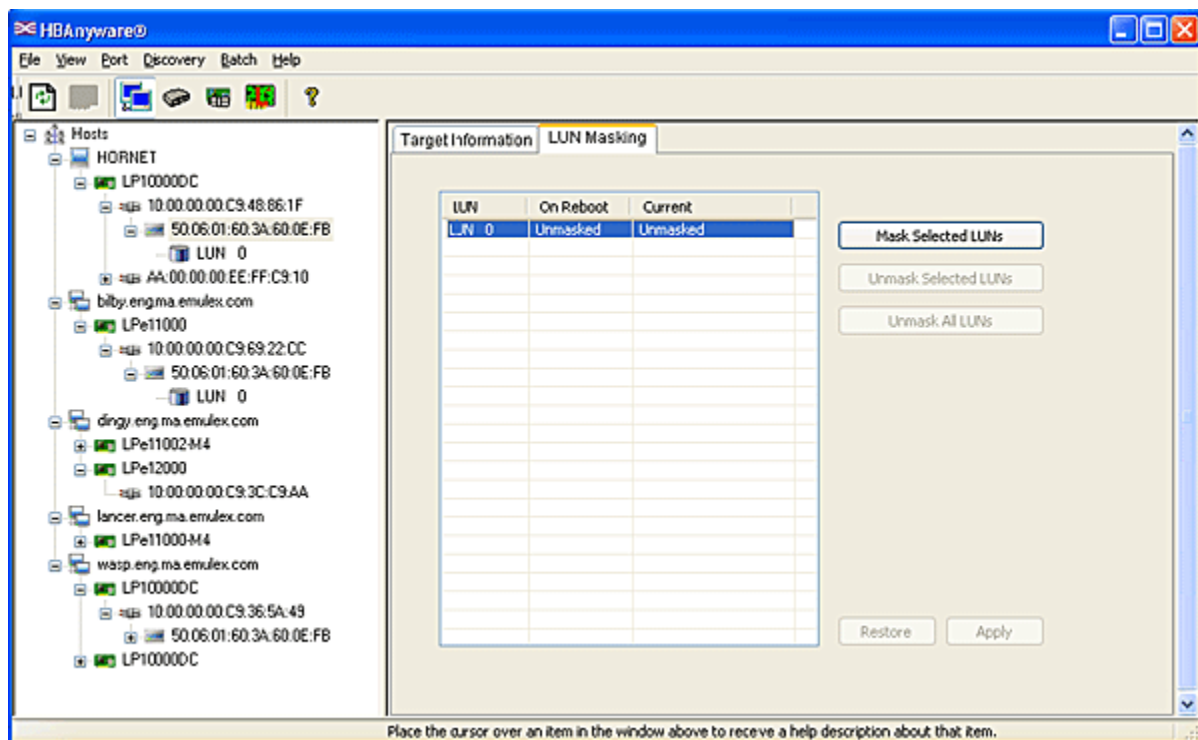 HBAnyware®
File View Port Discovery Batch Help
Hosts
HORNET
LP10000DC
10:00:00:00:C9:48:86:1F
50:06:01:60:3A:60:0E:FB
LUN 0
AA:00:00:00:EE:FF:C9:10
bilby.eng.ma.emulex.com
LPe11000
10:00:00:00:C9:69:22:CC
50:06:01:60:3A:60:0E:FB
LUN 0
dingy.eng.ma.emulex.com
LPe11002-M4
LPe12000
10:00:00:00:C9:3C:C9:AA
lancer.eng.ma.emulex.com
LPe11000-M4
wasp.eng.ma.emulex.com
LP10000DC
10:00:00:00:C9:36:5A:49
50:06:01:60:3A:60:0E:FB
LP10000DC
Target Information LUN Masking
LUN On Reboot Current
LUN 0 Unmasked Unmasked
Mask Selected LUNs
Unmask Selected LUNs
Unmask All LUNs
Restore Apply
Place the cursor over an item in the window above to receve a help description about that item.